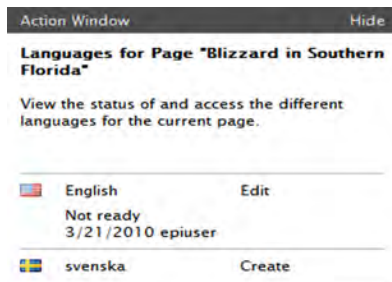 Action Window Hide
Languages for Page "Blizzard in Southern
Florida"
View the status of and access the different
languages for the current page.
English Edit
Not ready
3/21/2010 epiuser
svenska Create